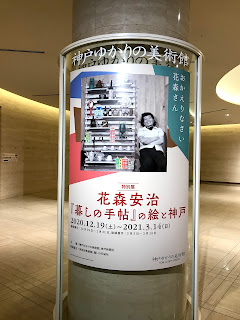 神戸ゆかりの美術館
おかえりなさい
花森さん
特別展
花森安治
『暮しの手帖』の絵と神戸
2020.12.19(土)~2021.3.14(日)
神戸ゆかりの美術館